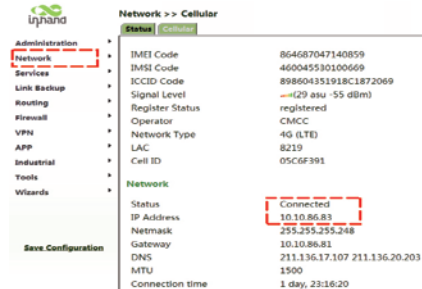 inhand
Network >> Cellular
Status Cellular
Administration
Network
Services
Link Backup
Routing
Firewall
VPN
APP
Industrial
Tools
Wizards
Save Configuration
IMEI Code 864687047140859
IMSI Code 460045530100669
ICCID Code 898604351918C1872069
Signal Level (29 asu -55 dBm)
Register Status registered
Operator CMCC
Network Type 4G (LTE)
LAC 8219
Cell ID 05C6F391
Network
Status Connected
IP Address 10.10.86.83
Netmask 255.255.255.248
Gateway 10.10.86.81
DNS 211.136.17.107 211.136.20.203
MTU 1500
Connection time 1 day, 23:16:20